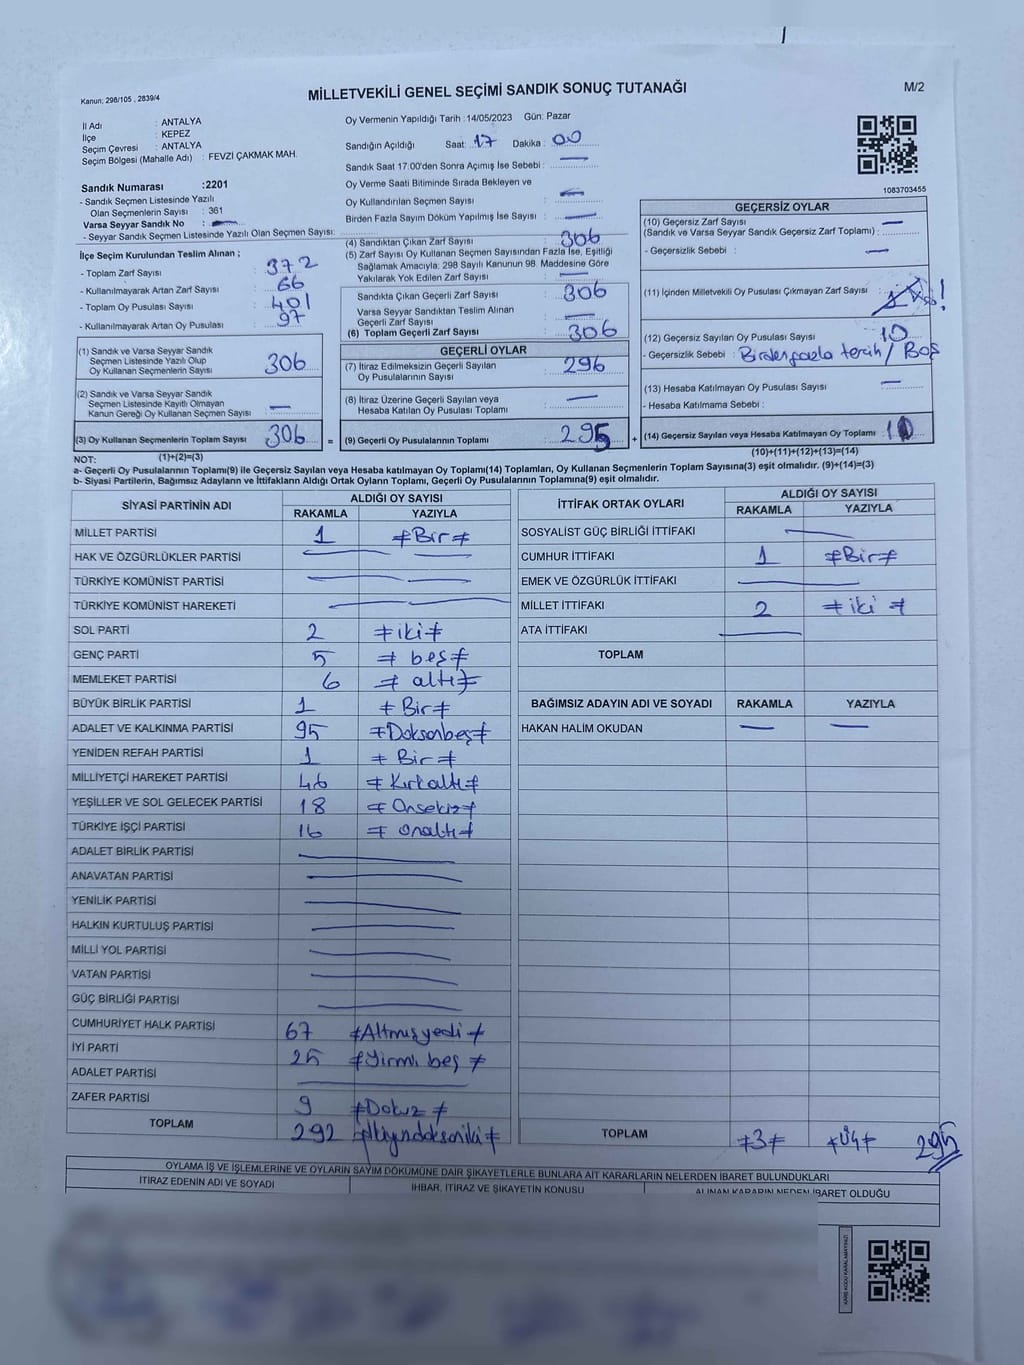 Kanun; 298/105 , 2839/4
MİLLETVEKİLİ GENEL SEÇİMİ SANDIK SONUÇ TUTANAĞI
M/2
İl Adı : ANTALYA
İlçe : KEPEZ
Seçim Çevresi : ANTALYA
Seçim Bölgesi (Mahalle Adı) : FEVZİ ÇAKMAK MAH.
Sandık Numarası :2201
- Sandık Seçmen Listesinde Yazılı
Olan Seçmenlerin Sayısı : 361
Varsa Seyyar Sandık No : —
- Seyyar Sandık Seçmen Listesinde Yazılı Olan Seçmen Sayısı:
İlçe Seçim Kurulundan Teslim Alınan ;
- Toplam Zarf Sayısı : 372
- Kullanılmayarak Artan Zarf Sayısı : 66
- Toplam Oy Pusulası Sayısı : 401
- Kullanılmayarak Artan Oy Pusulası : 97
(1) Sandık ve Varsa Seyyar Sandık
Seçmen Listesinde Yazılı Olup
Oy Kullanan Seçmenlerin Sayısı : 306
(2) Sandık ve Varsa Seyyar Sandık
Seçmen Listesinde Kayıtlı Olmayan
Kanun Gereği Oy Kullanan Seçmen Sayısı : —
(3) Oy Kullanan Seçmenlerin Toplam Sayısı : 306 =
Oy Vermenin Yapıldığı Tarih :14/05/2023 Gün: Pazar
Sandığın Açıldığı Saat: 17 Dakika : 00
Sandık Saat 17:00'den Sonra Açımış İse Sebebi : —
Oy Verme Saati Bitiminde Sırada Bekleyen ve
Oy Kullandırılan Seçmen Sayısı : —
Birden Fazla Sayım Döküm Yapılmış İse Sayısı : —
(4) Sandıktan Çıkan Zarf Sayısı : 306
(5) Zarf Sayısı Oy Kullanan Seçmen Sayısından Fazla İse, Eşitliği
Sağlamak Amacıyla: 298 Sayılı Kanunun 98. Maddesine Göre
Yakılarak Yok Edilen Zarf Sayısı : —
Sandıkta Çıkan Geçerli Zarf Sayısı : 306
Varsa Seyyar Sandıktan Teslim Alınan
Geçerli Zarf Sayısı : —
(6) Toplam Geçerli Zarf Sayısı : 306
GEÇERLİ OYLAR
(7) İtiraz Edilmeksizin Geçerli Sayılan
Oy Pusulalarının Sayısı : 296
(8) İtiraz Üzerine Geçerli Sayılan veya
Hesaba Katılan Oy Pusulası Toplamı : —
(9) Geçerli Oy Pusulalarının Toplamı : 295 +
1083703455
GEÇERSİZ OYLAR
(10) Geçersiz Zarf Sayısı —
(Sandık ve Varsa Seyyar Sandık Geçersiz Zarf Toplamı) :
- Geçersizlik Sebebi : —
(11) İçinden Milletvekili Oy Pusulası Çıkmayan Zarf Sayısı :
(12) Geçersiz Sayılan Oy Pusulası Sayısı : 10
- Geçersizlik Sebebi : Birden fazla tercih / Boş
(13) Hesaba Katılmayan Oy Pusulası Sayısı : —
- Hesaba Katılmama Sebebi :
(14) Geçersiz Sayılan veya Hesaba Katılmayan Oy Toplamı :
(10)+(11)+(12)+(13)=(14)
NOT: (1)+(2)=(3)
a- Geçerli Oy Pusulalarının Toplamı(9) ile Geçersiz Sayılan veya Hesaba katılmayan Oy Toplamı(14) Toplamları, Oy Kullanan Seçmenlerin Toplam Sayısına(3) eşit olmalıdır. (9)+(14)=(3)
b- Siyasi Partilerin, Bağımsız Adayların ve İttifakların Aldığı Ortak Oyların Toplamı, Geçerli Oy Pusulalarının Toplamına(9) eşit olmalıdır.
SİYASİ PARTİNİN ADI ALDIĞI OY SAYISI
RAKAMLA YAZIYLA
MİLLET PARTİSİ 1 ≠Bir≠
HAK VE ÖZGÜRLÜKLER PARTİSİ — —
TÜRKİYE KOMÜNİST PARTİSİ — —
TÜRKİYE KOMÜNİST HAREKETİ — —
SOL PARTİ 2 ≠iki≠
GENÇ PARTİ 5 ≠ beş≠
MEMLEKET PARTİSİ 6 ≠ altı≠
BÜYÜK BİRLİK PARTİSİ 1 ≠Bir≠
ADALET VE KALKINMA PARTİSİ 95 ≠Doksanbeş≠
YENİDEN REFAH PARTİSİ 1 ≠ Bir≠
MİLLİYETÇİ HAREKET PARTİSİ 46 ≠Kırkaltı≠
YEŞİLLER VE SOL GELECEK PARTİSİ 18 ≠Onsekiz≠
TÜRKİYE İŞÇİ PARTİSİ 16 ≠ onaltı≠
ADALET BİRLİK PARTİSİ —
ANAVATAN PARTİSİ —
YENİLİK PARTİSİ —
HALKIN KURTULUŞ PARTİSİ —
MİLLİ YOL PARTİSİ —
VATAN PARTİSİ —
GÜÇ BİRLİĞİ PARTİSİ —
CUMHURİYET HALK PARTİSİ 67 ≠Altmışyedi≠
İYİ PARTİ 25 ≠Yirmi beş ≠
ADALET PARTİSİ —
ZAFER PARTİSİ 9 ≠Dokuz ≠
TOPLAM 292 ≠İkiyüzdoksaniki≠
İTTİFAK ORTAK OYLARI ALDIĞI OY SAYISI
RAKAMLA YAZIYLA
SOSYALİST GÜÇ BİRLİĞİ İTTİFAKI —
CUMHUR İTTİFAKI 1 ≠Bir≠
EMEK VE ÖZGÜRLÜK İTTİFAKI —
MİLLET İTTİFAKI 2 ≠iki ≠
ATA İTTİFAKI —
TOPLAM
BAĞIMSIZ ADAYIN ADI VE SOYADI RAKAMLA YAZIYLA
HAKAN HALİM OKUDAN — —
TOPLAM ≠3≠ ≠Üç≠ 295
OYLAMA İŞ VE İŞLEMLERİNE VE OYLARIN SAYIM DÖKÜMÜNE DAİR ŞİKAYETLERLE BUNLARA AİT KARARLARIN NELERDEN İBARET BULUNDUKLARI
İTİRAZ EDENİN ADI VE SOYADI İHBAR, İTİRAZ VE ŞİKAYETİN KONUSU ALINAN KARARIN NEDEN İBARET OLDUĞU
KARE KODU KARALAMAYINIZ!